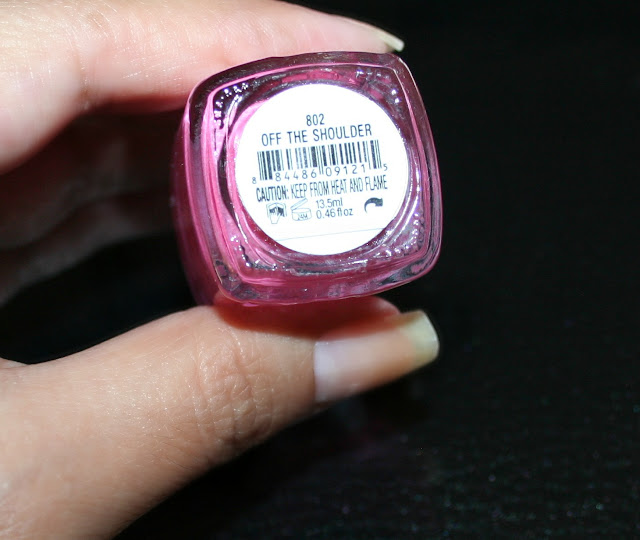 802
OFF THE SHOULDER
8 84486 09121 5
CAUTION: KEEP FROM HEAT AND FLAME
24M 13.5ml
0.46 fl oz